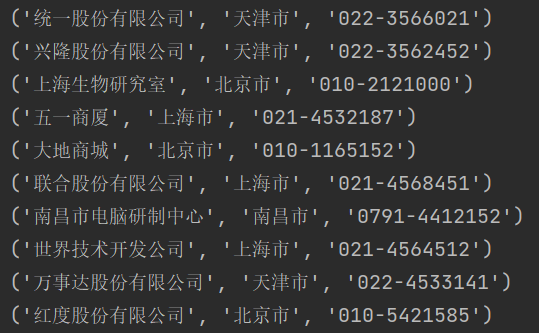 ('统一股份有限公司', '天津市', '022-3566021')
('兴隆股份有限公司', '天津市', '022-3562452')
('上海生物研究室', '北京市', '010-2121000')
('五一商厦', '上海市', '021-4532187')
('大地商城', '北京市', '010-1165152')
('联合股份有限公司', '上海市', '021-4568451')
('南昌市电脑研制中心', '南昌市', '0791-4412152')
('世界技术开发公司', '上海市', '021-4564512')
('万事达股份有限公司', '天津市', '022-4533141')
('红度股份有限公司', '北京市', '010-5421585')